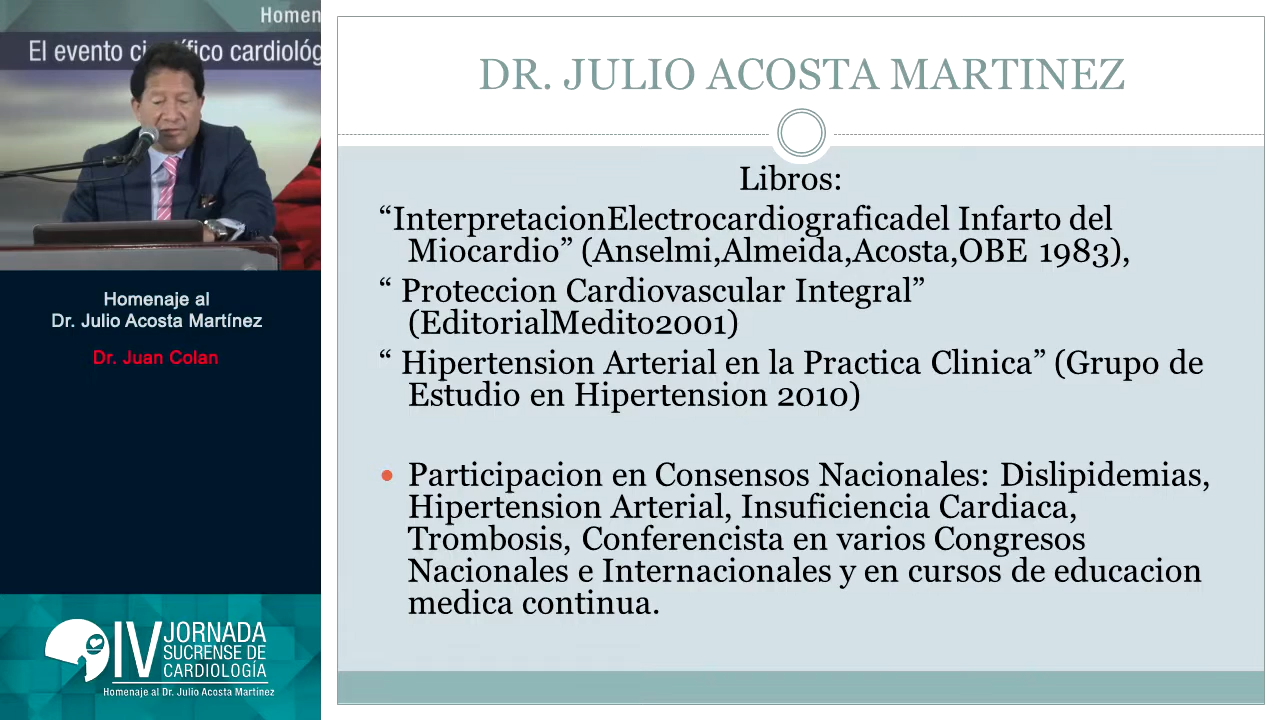 Homen
El evento científico cardiológ
Homenaje al
Dr. Julio Acosta Martínez
Dr. Juan Colan
IV JORNADA
SUCRENSE DE
CARDIOLOGÍA
Homenaje al Dr. Julio Acosta Martínez
DR. JULIO ACOSTA MARTINEZ
Libros:
“InterpretacionElectrocardiograficadel Infarto del
Miocardio” (Anselmi,Almeida,Acosta,OBE 1983),
“ Proteccion Cardiovascular Integral”
(EditorialMedito2001)
“ Hipertension Arterial en la Practica Clinica” (Grupo de
Estudio en Hipertension 2010)
• Participacion en Consensos Nacionales: Dislipidemias,
Hipertension Arterial, Insuficiencia Cardiaca,
Trombosis, Conferencista en varios Congresos
Nacionales e Internacionales y en cursos de educacion
medica continua.